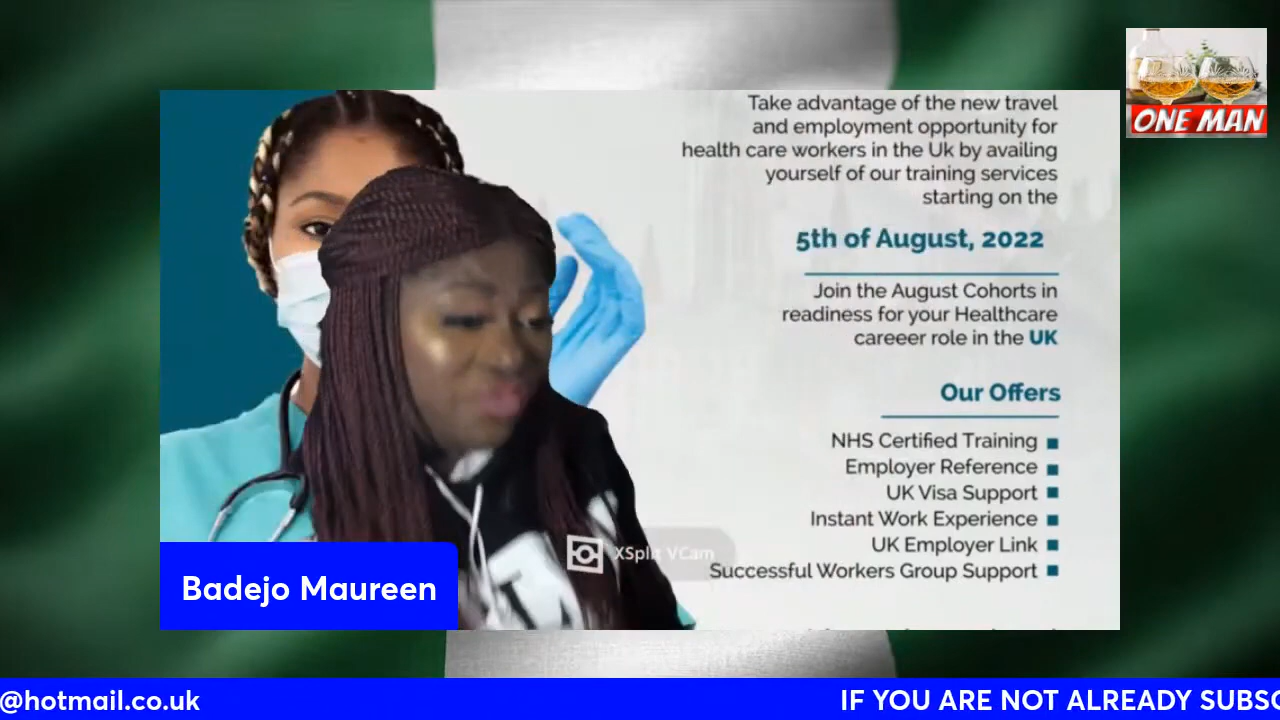 ONE MAN
Take advantage of the new travel
and employment opportunity for
health care workers in the Uk by availing
yourself of our training services
starting on the
5th of August, 2022
Join the August Cohorts in
readiness for your Healthcare
careeer role in the UK
Our Offers
NHS Certified Training
Employer Reference
UK Visa Support
Instant Work Experience
UK Employer Link
Successful Workers Group Support
XSplit VCam
Badejo Maureen
@hotmail.co.uk
IF YOU ARE NOT ALREADY SUBSC